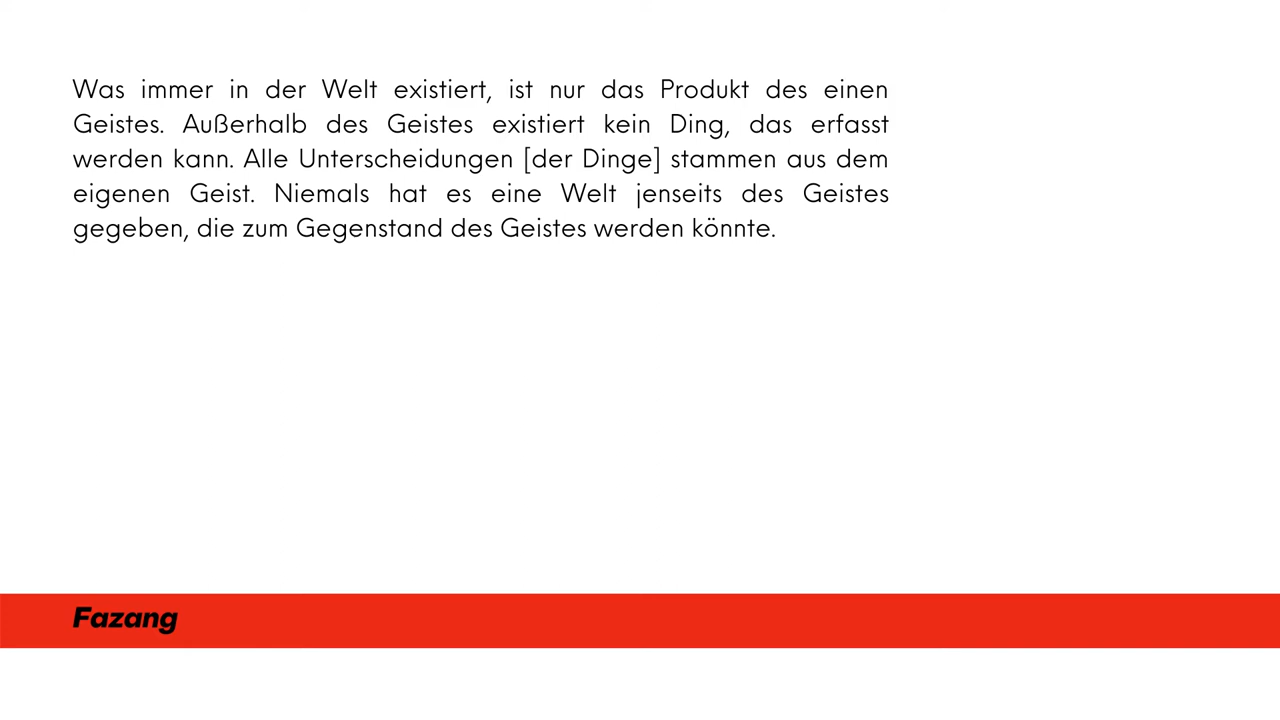 Was immer in der Welt existiert, ist nur das Produkt des einen
Geistes. Außerhalb des Geistes existiert kein Ding, das erfasst
werden kann. Alle Unterscheidungen [der Dinge] stammen aus dem
eigenen Geist. Niemals hat es eine Welt jenseits des Geistes
gegeben, die zum Gegenstand des Geistes werden könnte.
Fazang